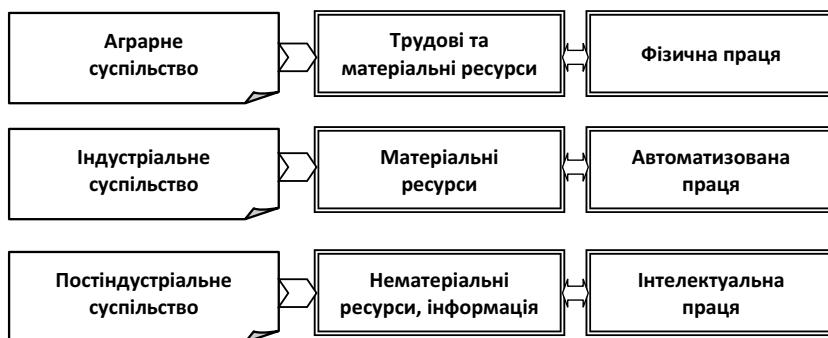 Аграрне
суспільство
Трудові та
матеріальні ресурси
Фізична праця
Індустріальне
суспільство
Матеріальні
ресурси
Автоматизована
праця
Постіндустріальне
суспільство
Нематеріальні
ресурси, інформація
Інтелектуальна
праця